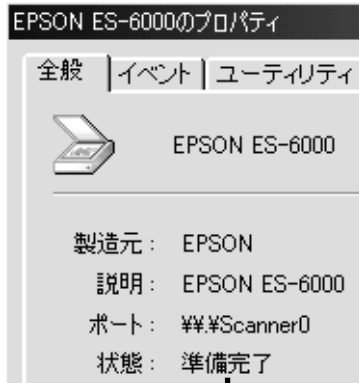 EPSON ES-6000のプロパティ
全般 イベント ユーティリティ
EPSON ES-6000
製造元： EPSON
説明： EPSON ES-6000
ポート： ¥¥.¥Scanner0
状態： 準備完了